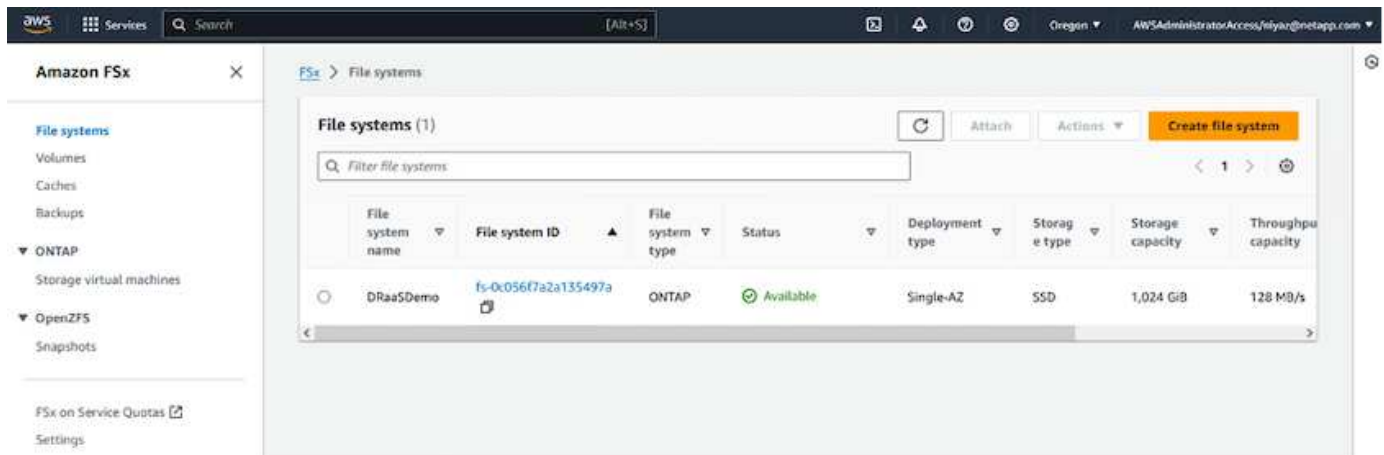 aws Services Search [Alt+S] Oregon AWSAdministratorAccess/niyaz@netapp.com
Amazon FSx
File systems
Volumes
Caches
Backups
ONTAP
Storage virtual machines
OpenZFS
Snapshots
FSx on Service Quotas
Settings
FSx > File systems
File systems (1) Attach Actions Create file system
Filter file systems
< 1 >
File system name File system ID File system type Status Deployment type Storage type Storage capacity Throughpu capacity
DRaaSDemo fs-0c056f7a2a135497a ONTAP Available Single-AZ SSD 1,024 GiB 128 MB/s